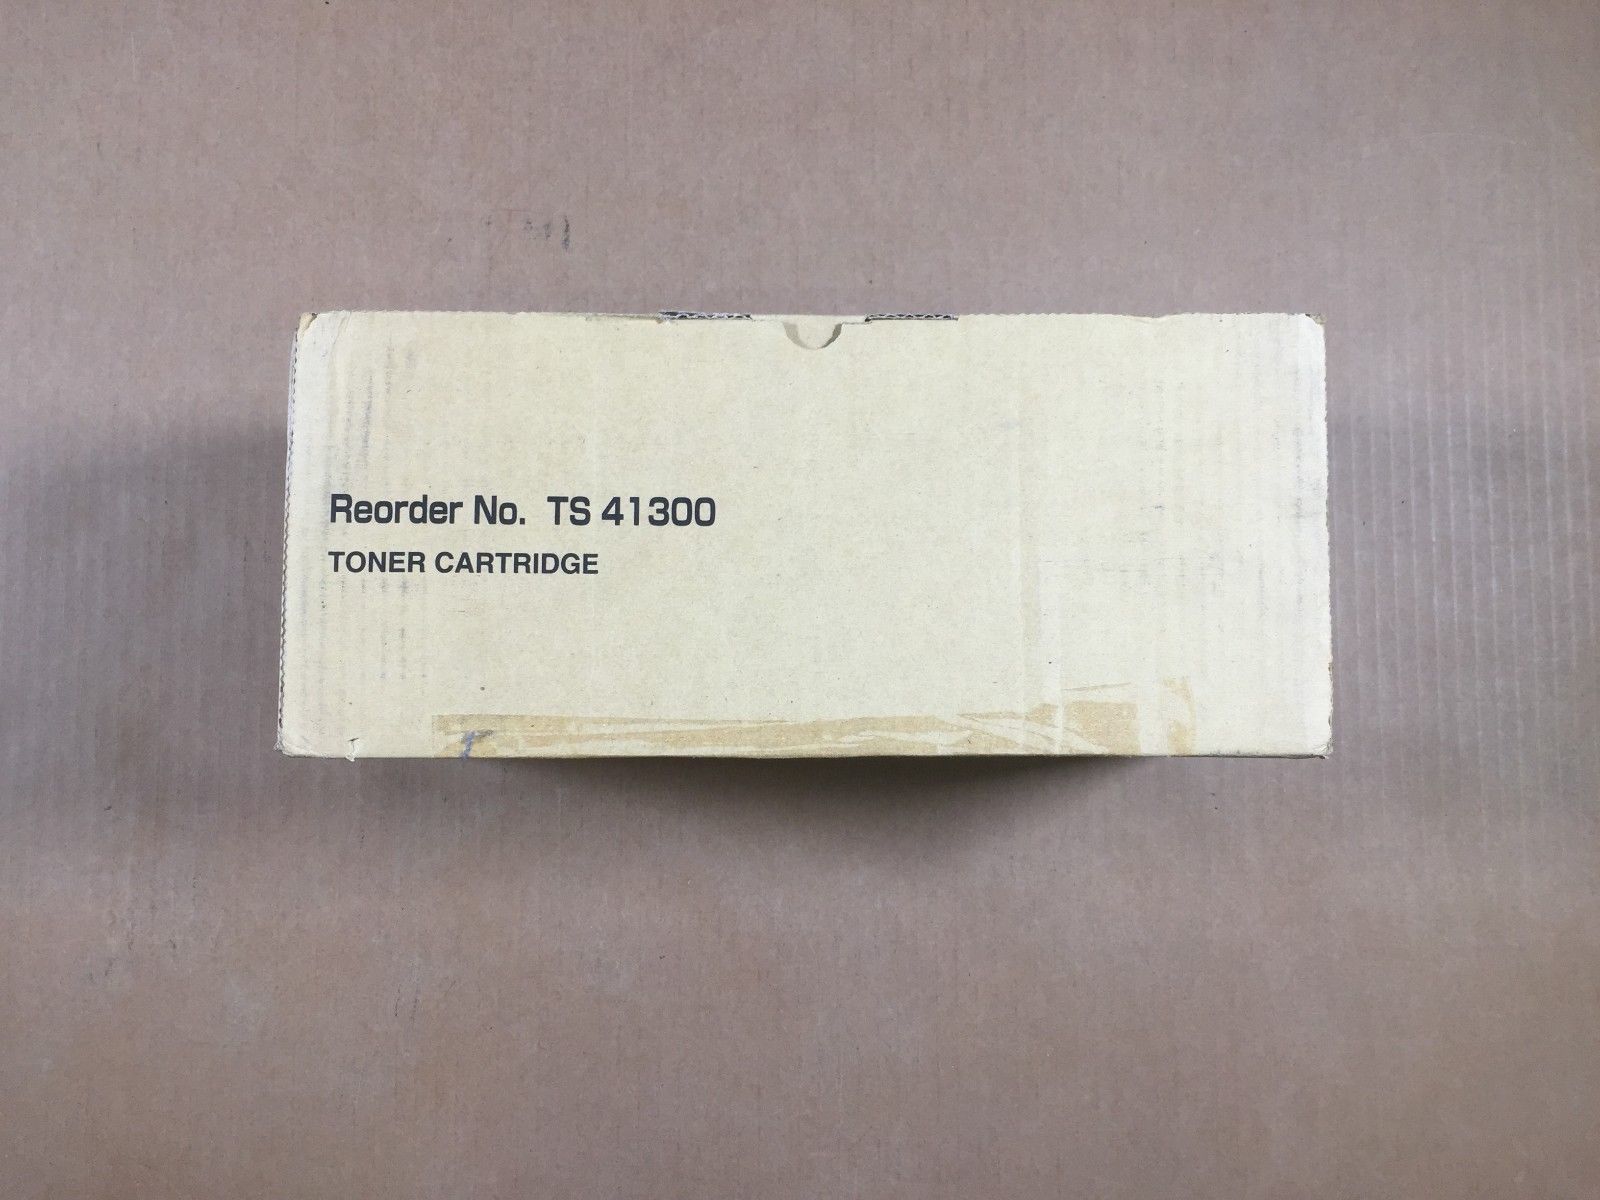 Reorder No. TS 41300
TONER CARTRIDGE